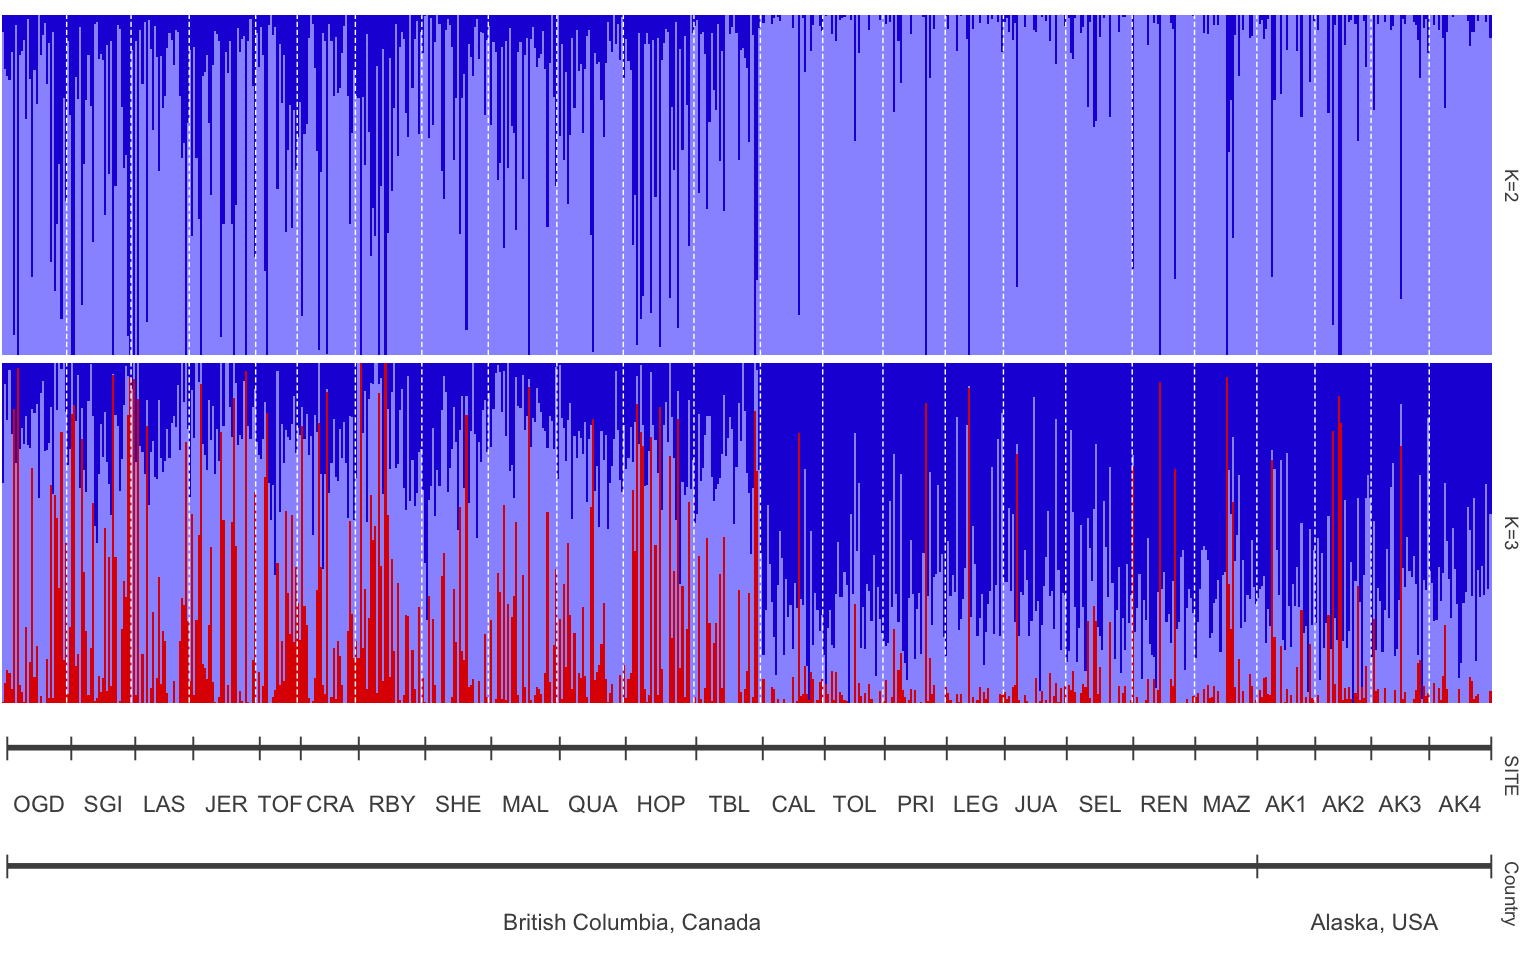 K=2
K=3
SITE
OGD SGI LAS JER TOF CRA RBY SHE MAL QUA HOP TBL CAL TOL PRI LEG JUA SEL REN MAZ AK1 AK2 AK3 AK4
Country
British Columbia, Canada Alaska, USA